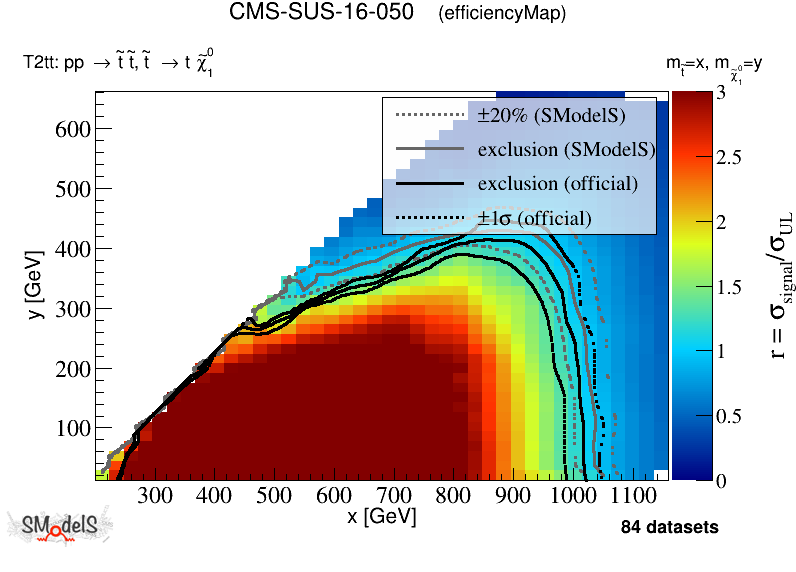 CMS-SUS-16-050 (efficiencyMap)
T2tt: pp → t̃ t̃, t̃ → t χ̃₁⁰
m_t̃=x, m_χ̃₁⁰=y
±20% (SModelS)
exclusion (SModelS)
exclusion (official)
±1σ (official)
600
500
400
300
200
100
y [GeV]
300 400 500 600 700 800 900 1000 1100
x [GeV]
3
2.5
2
1.5
1
0.5
0
r = σ_signal/σ_UL
SModelS
84 datasets